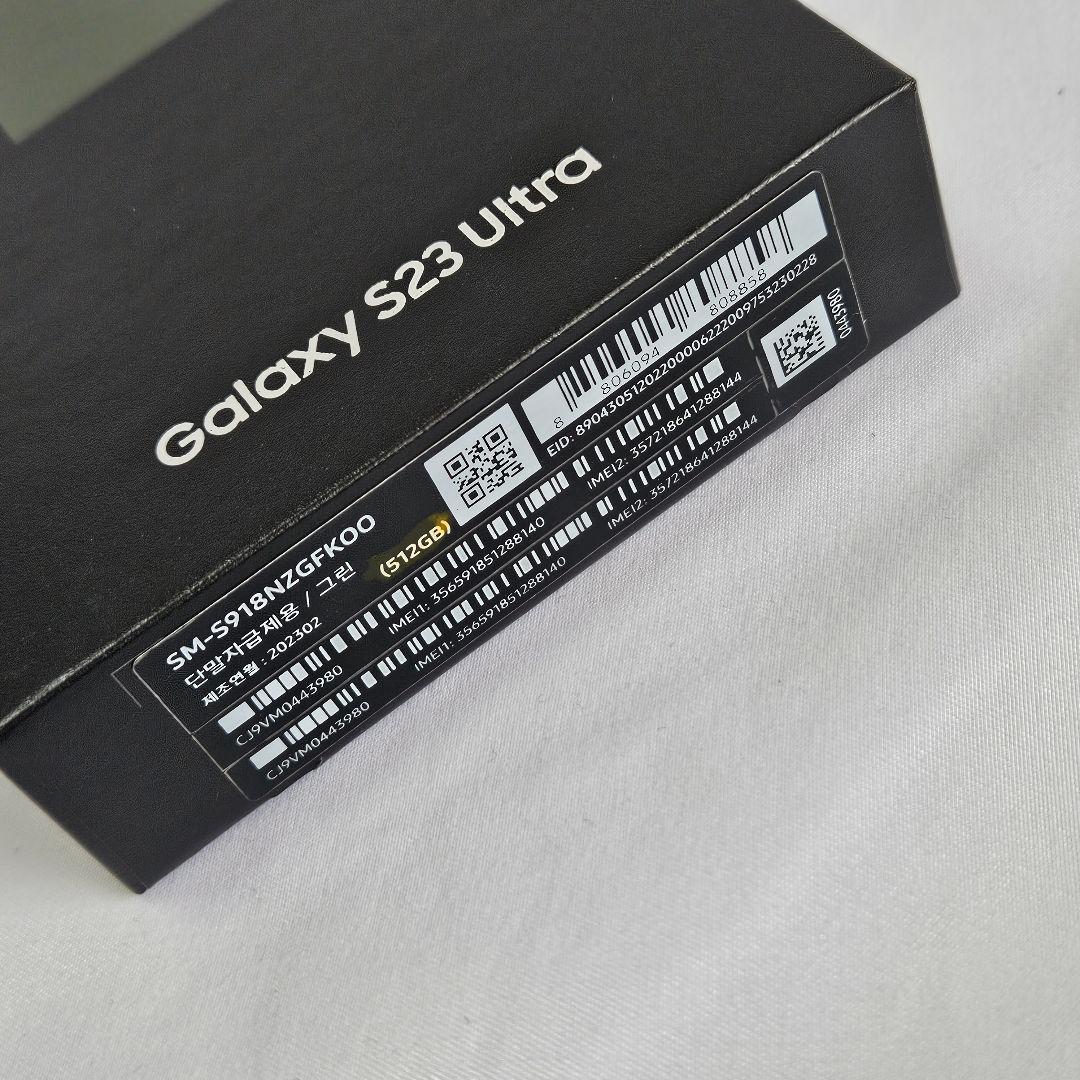 Galaxy S23 Ultra
SM-S918NZGFKOO
단말자급제용 / 그린 (512GB)
제조연월 : 202302
8 806094 808858
EID: 89043051202200006222009753230228
CJ9VM0443980
IMEI1: 356591851288140
IMEI2: 357218641288144
CJ9VM0443980
IMEI1: 356591851288140
IMEI2: 357218641288144
0443980